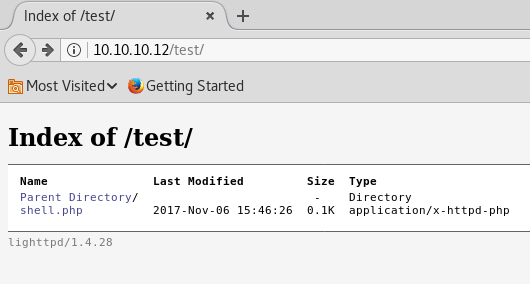 Index of /test/
10.10.10.12/test/
Most Visited Getting Started
Index of /test/
Name Last Modified Size Type
Parent Directory/ - Directory
shell.php 2017-Nov-06 15:46:26 0.1K application/x-httpd-php
lighttpd/1.4.28